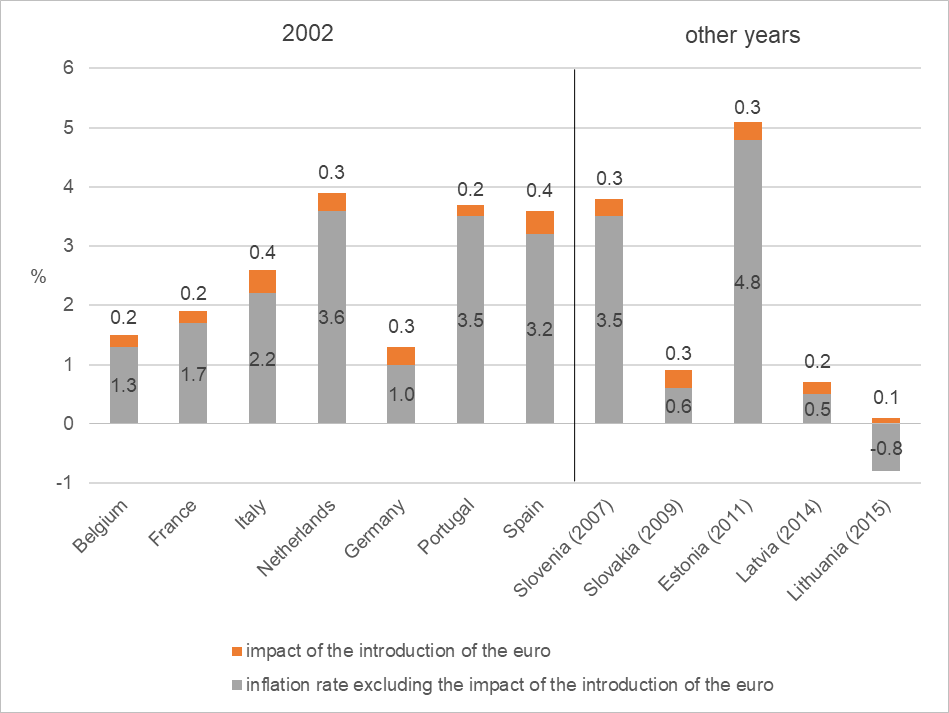 2002
other years
6
5
4
3
2
1
0
-1
%
0.2
0.2
0.4
0.3
0.3
0.2
0.4
0.3
0.3
0.3
0.2
0.1
1.3
1.7
2.2
3.6
1.0
3.5
3.2
3.5
0.6
4.8
0.5
-0.8
Belgium
France
Italy
Netherlands
Germany
Portugal
Spain
Slovenia (2007)
Slovakia (2009)
Estonia (2011)
Latvia (2014)
Lithuania (2015)
impact of the introduction of the euro
inflation rate excluding the impact of the introduction of the euro